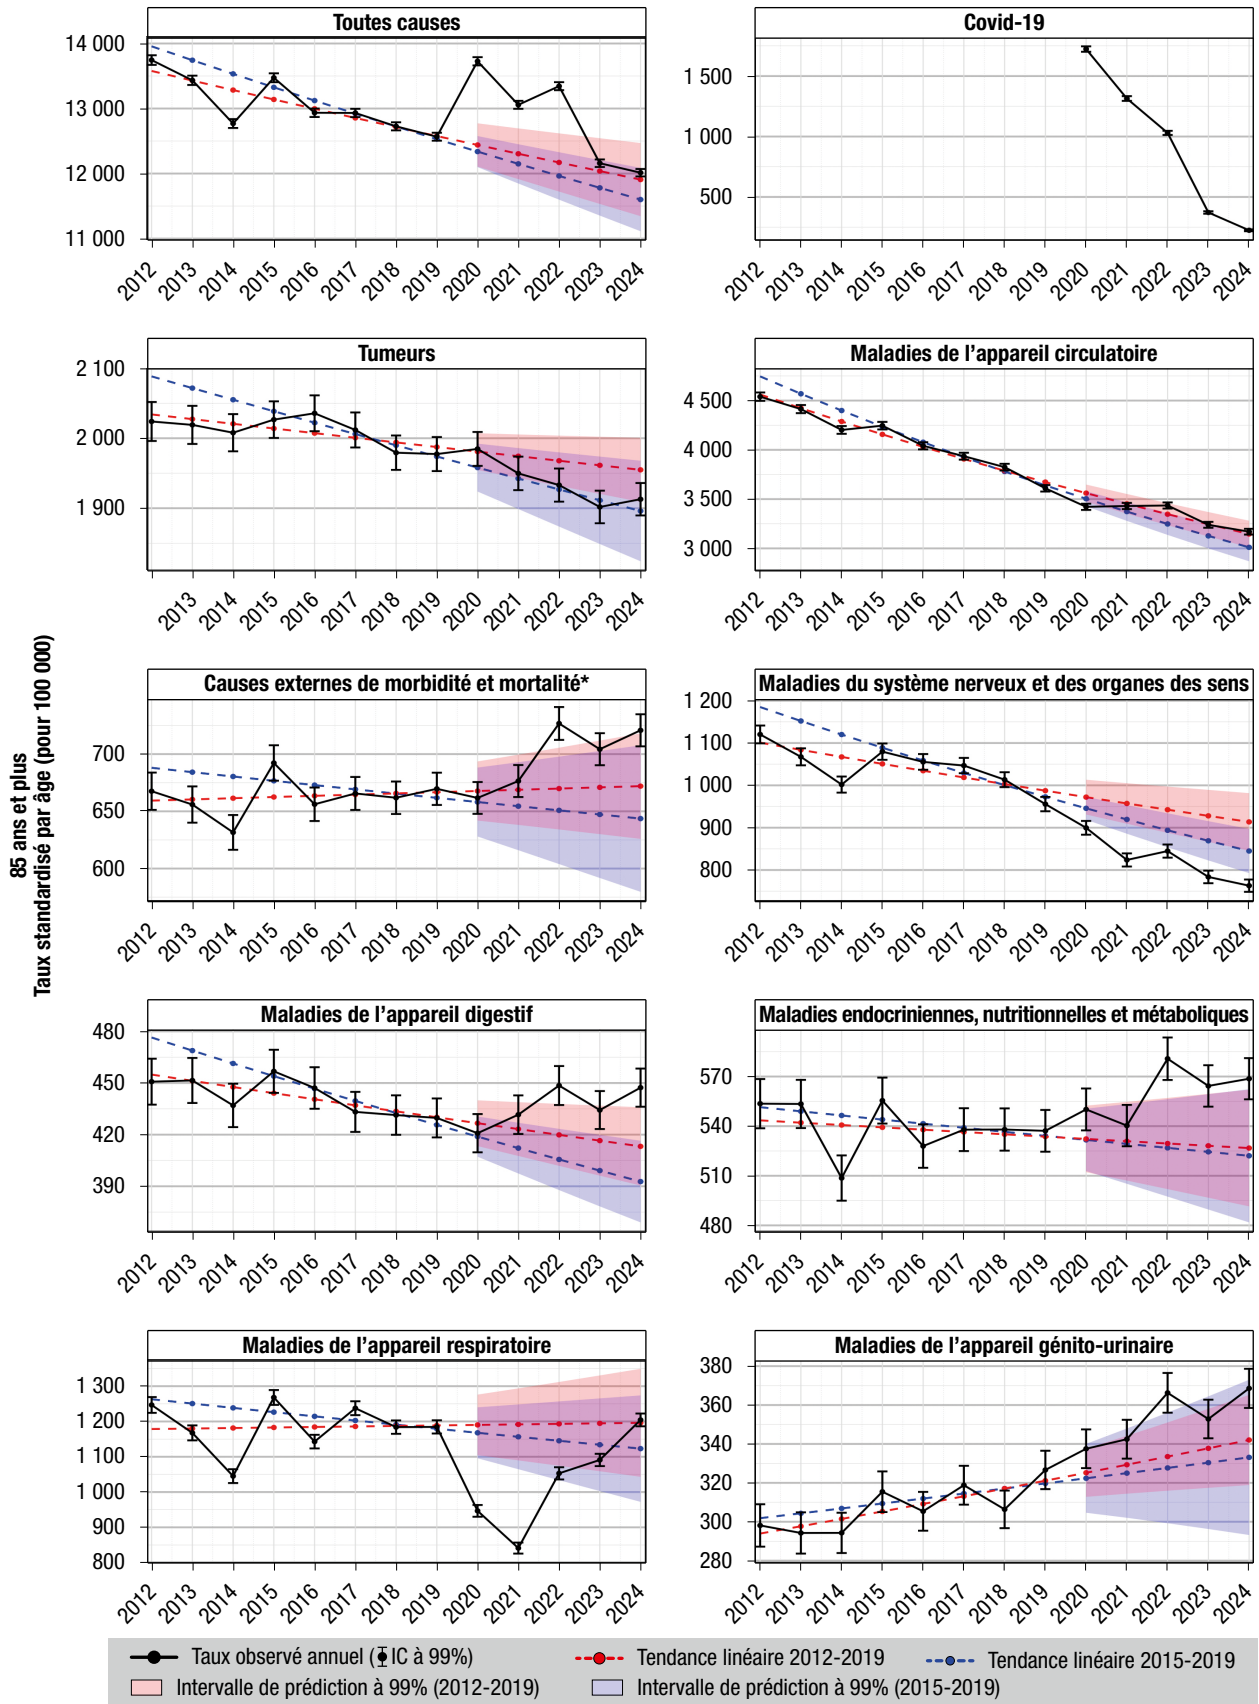 85 ans et plus
Taux standardisé par âge (pour 100 000)
Toutes causes
14 000
13 000
12 000
11 000
2012 2013 2014 2015 2016 2017 2018 2019 2020 2021 2022 2023 2024
Covid-19
1 500
1 000
500
2012 2013 2014 2015 2016 2017 2018 2019 2020 2021 2022 2023 2024
Tumeurs
2 100
2 000
1 900
2013 2014 2015 2016 2017 2018 2019 2020 2021 2022 2023 2024
Maladies de l'appareil circulatoire
4 500
4 000
3 500
3 000
2012 2013 2014 2015 2016 2017 2018 2019 2020 2021 2022 2023 2024
Causes externes de morbidité et mortalité*
700
650
600
2012 2013 2014 2015 2016 2017 2018 2019 2020 2021 2022 2023 2024
Maladies du système nerveux et des organes des sens
1 200
1 100
1 000
900
800
2012 2013 2014 2015 2016 2017 2018 2019 2020 2021 2022 2023 2024
Maladies de l'appareil digestif
480
450
420
390
2012 2013 2014 2015 2016 2017 2018 2019 2020 2021 2022 2023 2024
Maladies endocriniennes, nutritionnelles et métaboliques
570
540
510
480
2012 2013 2014 2015 2016 2017 2018 2019 2020 2021 2022 2023 2024
Maladies de l'appareil respiratoire
1 300
1 200
1 100
1 000
900
800
2012 2013 2014 2015 2016 2017 2018 2019 2020 2021 2022 2023 2024
Maladies de l'appareil génito-urinaire
380
360
340
320
300
280
2012 2013 2014 2015 2016 2017 2018 2019 2020 2021 2022 2023 2024
Taux observé annuel ( IC à 99%) Tendance linéaire 2012-2019 Tendance linéaire 2015-2019
Intervalle de prédiction à 99% (2012-2019) Intervalle de prédiction à 99% (2015-2019)